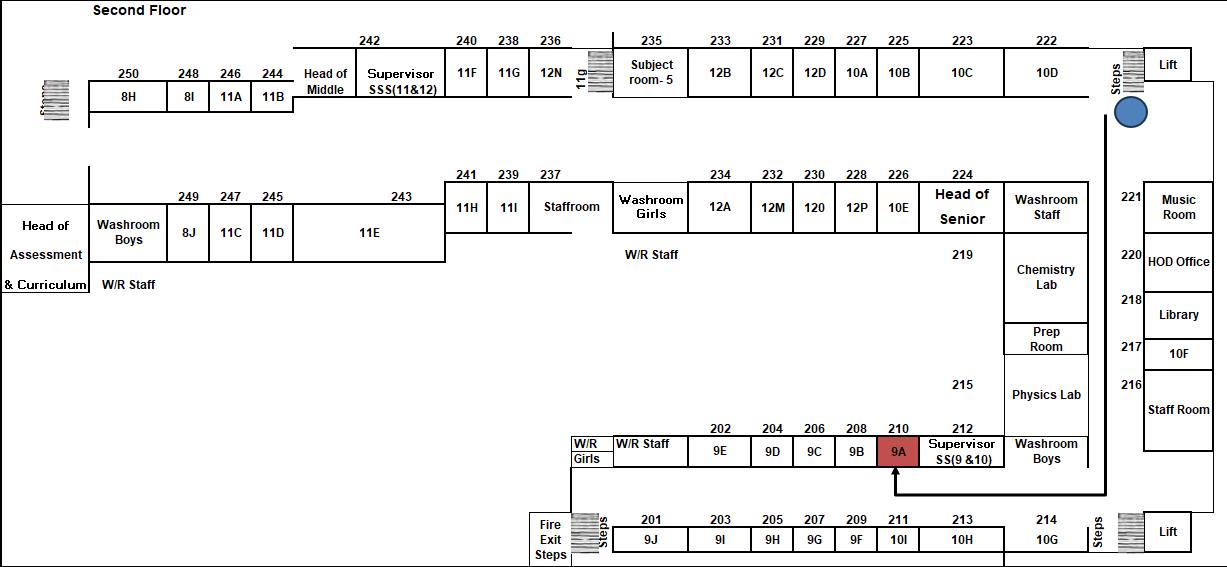 Second Floor
242 240 238 236 235 233 231 229 227 225 223 222
250 248 246 244
Head of
Middle
Supervisor
SSS(11&12)
11F 11G 12N
11g
Subject
room- 5
12B 12C 12D 10A 10B 10C 10D
Steps
Lift
Steps
8H 8I 11A 11B
241 239 237 234 232 230 228 226 224
221
249 247 245 243
11H 11I Staffroom
Washroom
Girls
12A 12M 120 12P 10E
Head of
Senior
Washroom
Staff
Music
Room
Head of
Assessment
& Curriculum
Washroom
Boys
8J 11C 11D 11E
W/R Staff
W/R Staff
219
Chemistry
Lab
220
HOD Office
218
Library
Prep
Room
217
10F
215
Physics Lab
216
Staff Room
202 204 206 208 210 212
W/R
Girls
W/R Staff
9E 9D 9C 9B 9A
Supervisor
SS(9 &10)
Washroom
Boys
Fire
Exit
Steps
Steps
201 203 205 207 209 211 213 214
9J 9I 9H 9G 9F 10I 10H 10G
Steps
Lift